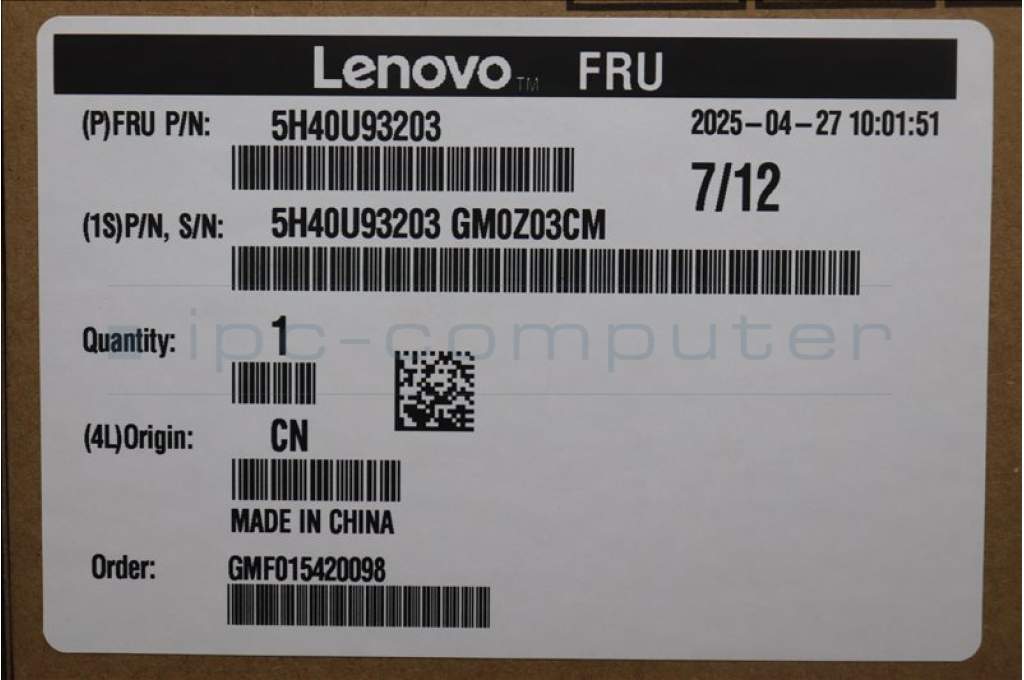 Lenovo™ FRU
(P)FRU P/N: 5H40U93203 2025-04-27 10:01:51
7/12
(1S)P/N, S/N: 5H40U93203 GM0Z03CM
Quantity: 1
ipc-computer
(4L)Origin: CN
MADE IN CHINA
Order: GMF015420098